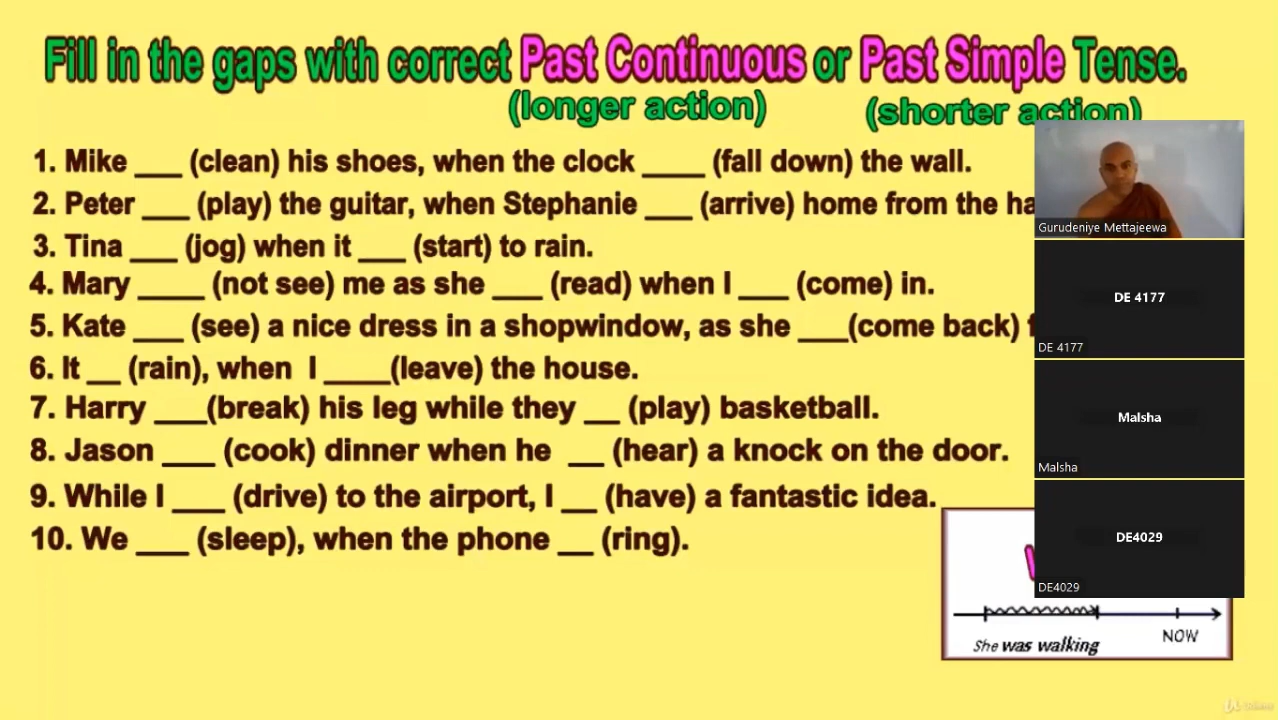 Fill in the gaps with correct Past Continuous or Past Simple Tense.
(longer action) (shorter action)
1. Mike ___ (clean) his shoes, when the clock ____ (fall down) the wall.
2. Peter ___ (play) the guitar, when Stephanie ___ (arrive) home from the
3. Tina ___ (jog) when it ___ (start) to rain.
4. Mary ____ (not see) me as she ___ (read) when I ___ (come) in.
5. Kate ___ (see) a nice dress in a shopwindow, as she ___(come back)
6. It __ (rain), when I ____(leave) the house.
7. Harry ___(break) his leg while they __ (play) basketball.
8. Jason ___ (cook) dinner when he __ (hear) a knock on the door.
9. While I ___ (drive) to the airport, I __ (have) a fantastic idea.
10. We ___ (sleep), when the phone __ (ring).
Gurudeniye Mettajeewa
DE 4177
DE 4177
Malsha
Malsha
DE4029
DE4029
NOW
She was walking